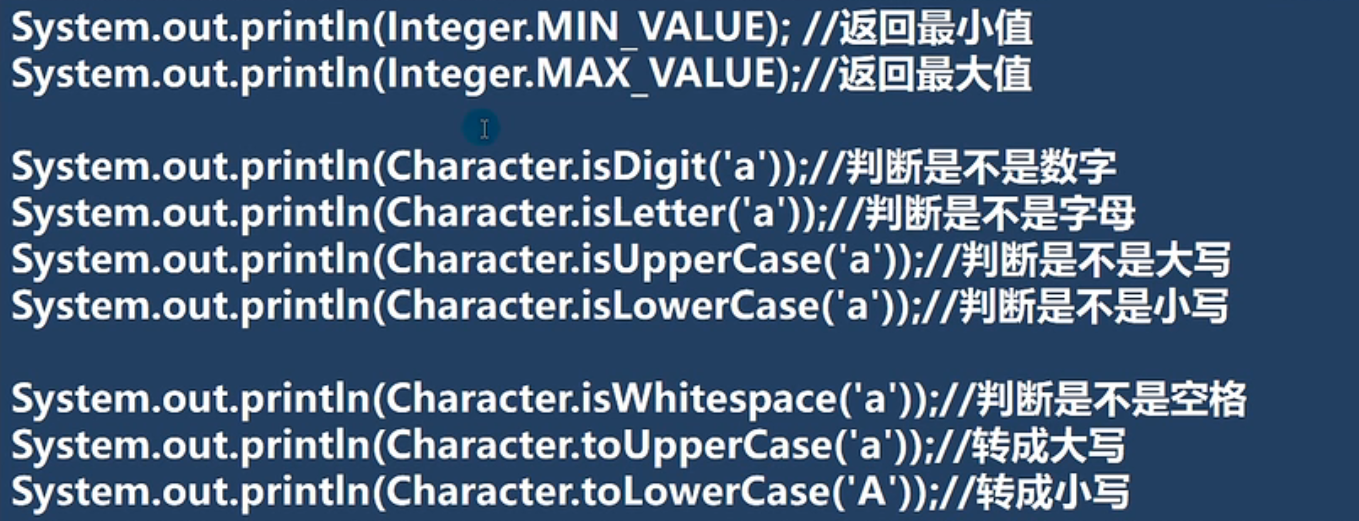 System.out.println(Integer.MIN_VALUE); //返回最小值
System.out.println(Integer.MAX_VALUE);//返回最大值
System.out.println(Character.isDigit('a'));//判断是不是数字
System.out.println(Character.isLetter('a'));//判断是不是字母
System.out.println(Character.isUpperCase('a'));//判断是不是大写
System.out.println(Character.isLowerCase('a'));//判断是不是小写
System.out.println(Character.isWhitespace('a'));//判断是不是空格
System.out.println(Character.toUpperCase('a'));//转成大写
System.out.println(Character.toLowerCase('A'));//转成小写